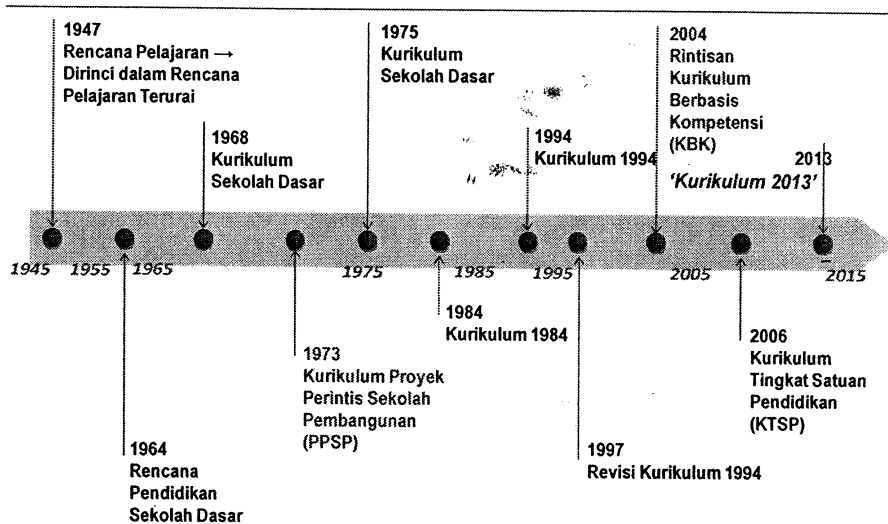 1947
Rencana Pelajaran →
Dirinci dalam Rencana
Pelajaran Terurai
1968
Kurikulum
Sekolah Dasar
1975
Kurikulum
Sekolah Dasar
1994
Kurikulum 1994
2004
Rintisan
Kurikulum
Berbasis
Kompetensi
(KBK)
2013
'Kurikulum 2013'
1945 1955 1965 1975 1985 1995 2005 2015
1964
Rencana
Pendidikan
Sekolah Dasar
1973
Kurikulum Proyek
Perintis Sekolah
Pembangunan
(PPSP)
1984
Kurikulum 1984
1997
Revisi Kurikulum 1994
2006
Kurikulum
Tingkat Satuan
Pendidikan
(KTSP)